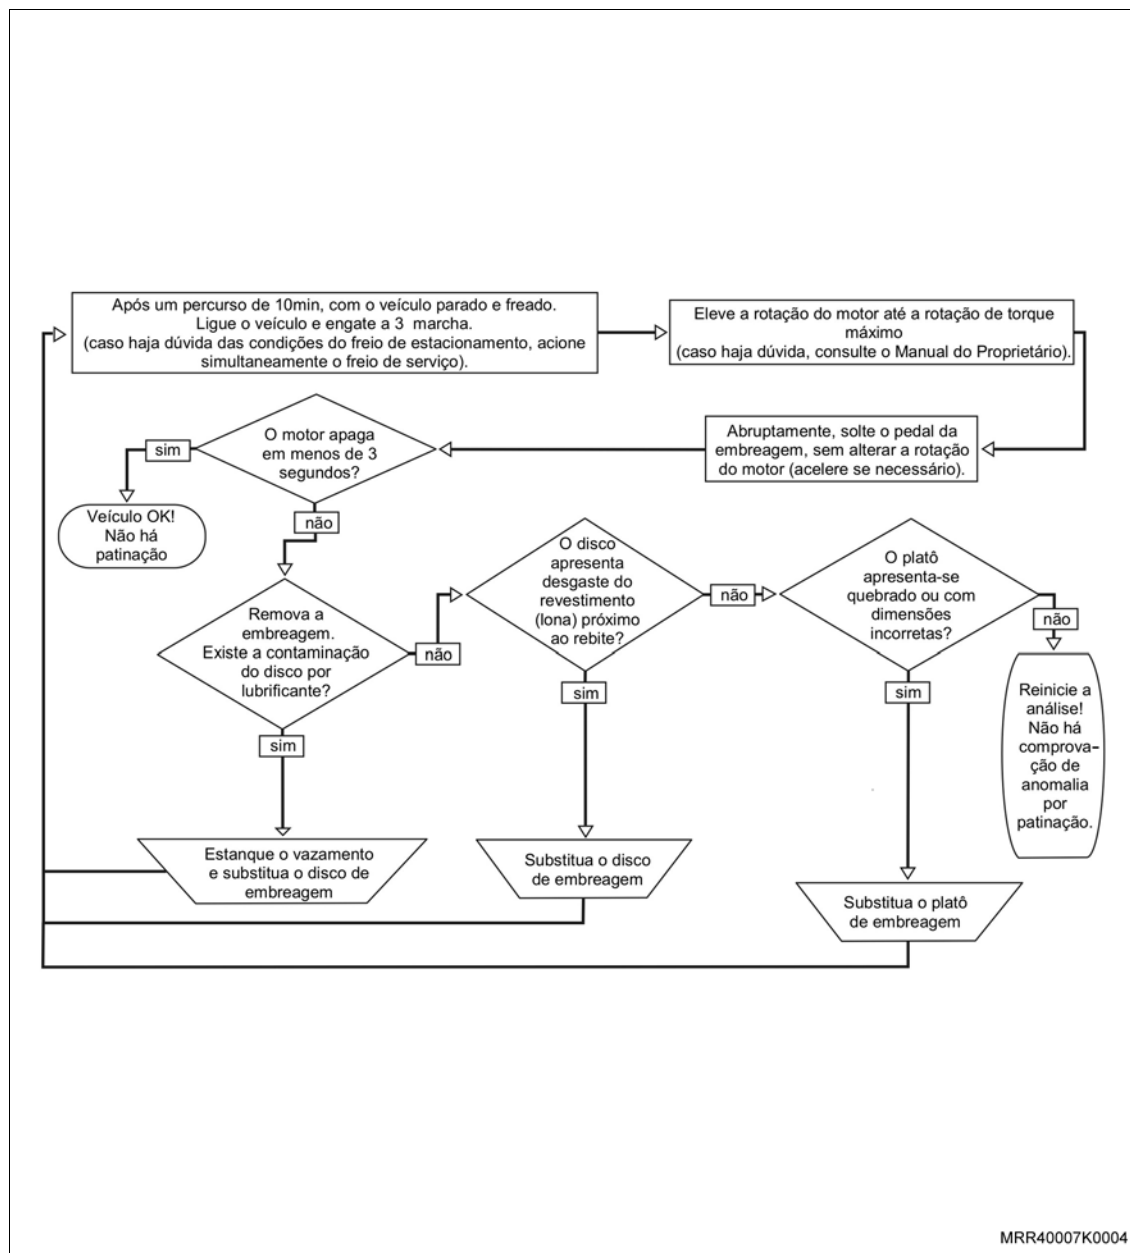 Após um percurso de 10min, com o veículo parado e freado.
Ligue o veículo e engate a 3 marcha.
(caso haja dúvida das condições do freio de estacionamento, acione
simultaneamente o freio de serviço).
Eleve a rotação do motor até a rotação de torque
máximo
(caso haja dúvida, consulte o Manual do Proprietário).
Abruptamente, solte o pedal da
embreagem, sem alterar a rotação
do motor (acelere se necessário).
O motor apaga
em menos de 3
segundos?
sim
Veículo OK!
Não há
patinação
não
Remova a
embreagem.
Existe a contaminação
do disco por
lubrificante?
não
sim
Estanque o vazamento
e substitua o disco de
embreagem
O disco
apresenta
desgaste do
revestimento
(lona) próximo
ao rebite?
não
sim
Substitua o disco
de embreagem
O platô
apresenta-se
quebrado ou com
dimensões
incorretas?
não
sim
Substitua o platô
de embreagem
Reinicie a
análise!
Não há
comprova-
ção de
anomalia
por
patinação.
MRR40007K0004